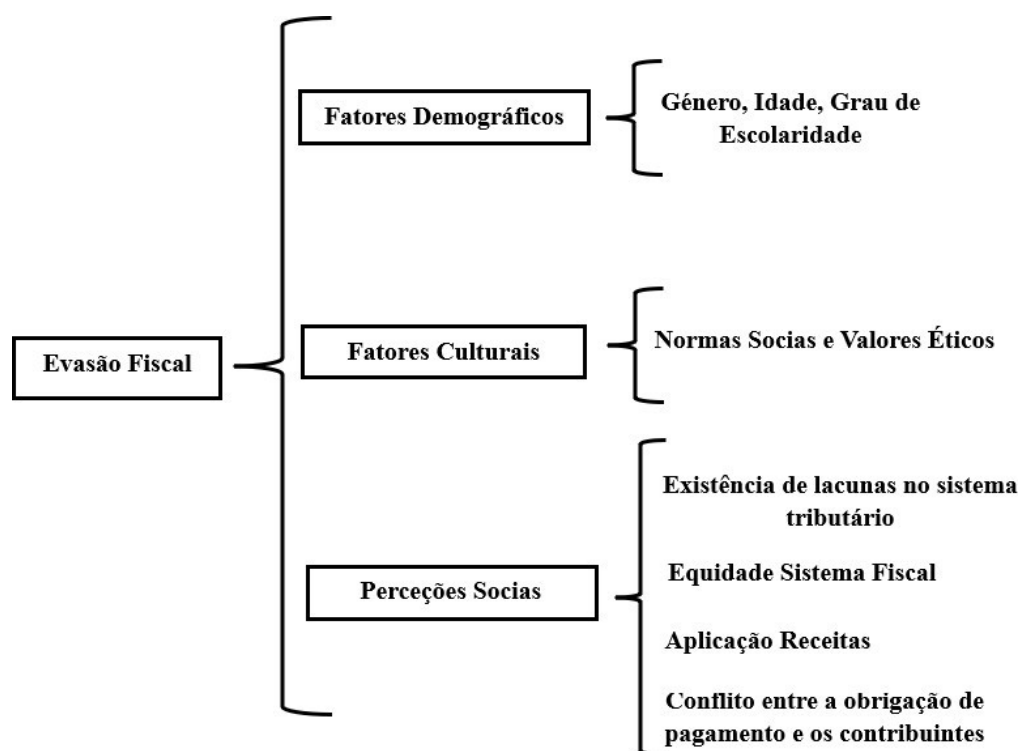 Evasão Fiscal
Fatores Demográficos
Género, Idade, Grau de
Escolaridade
Fatores Culturais
Normas Socias e Valores Éticos
Perceções Socias
Existência de lacunas no sistema
tributário
Equidade Sistema Fiscal
Aplicação Receitas
Conflito entre a obrigação de
pagamento e os contribuintes